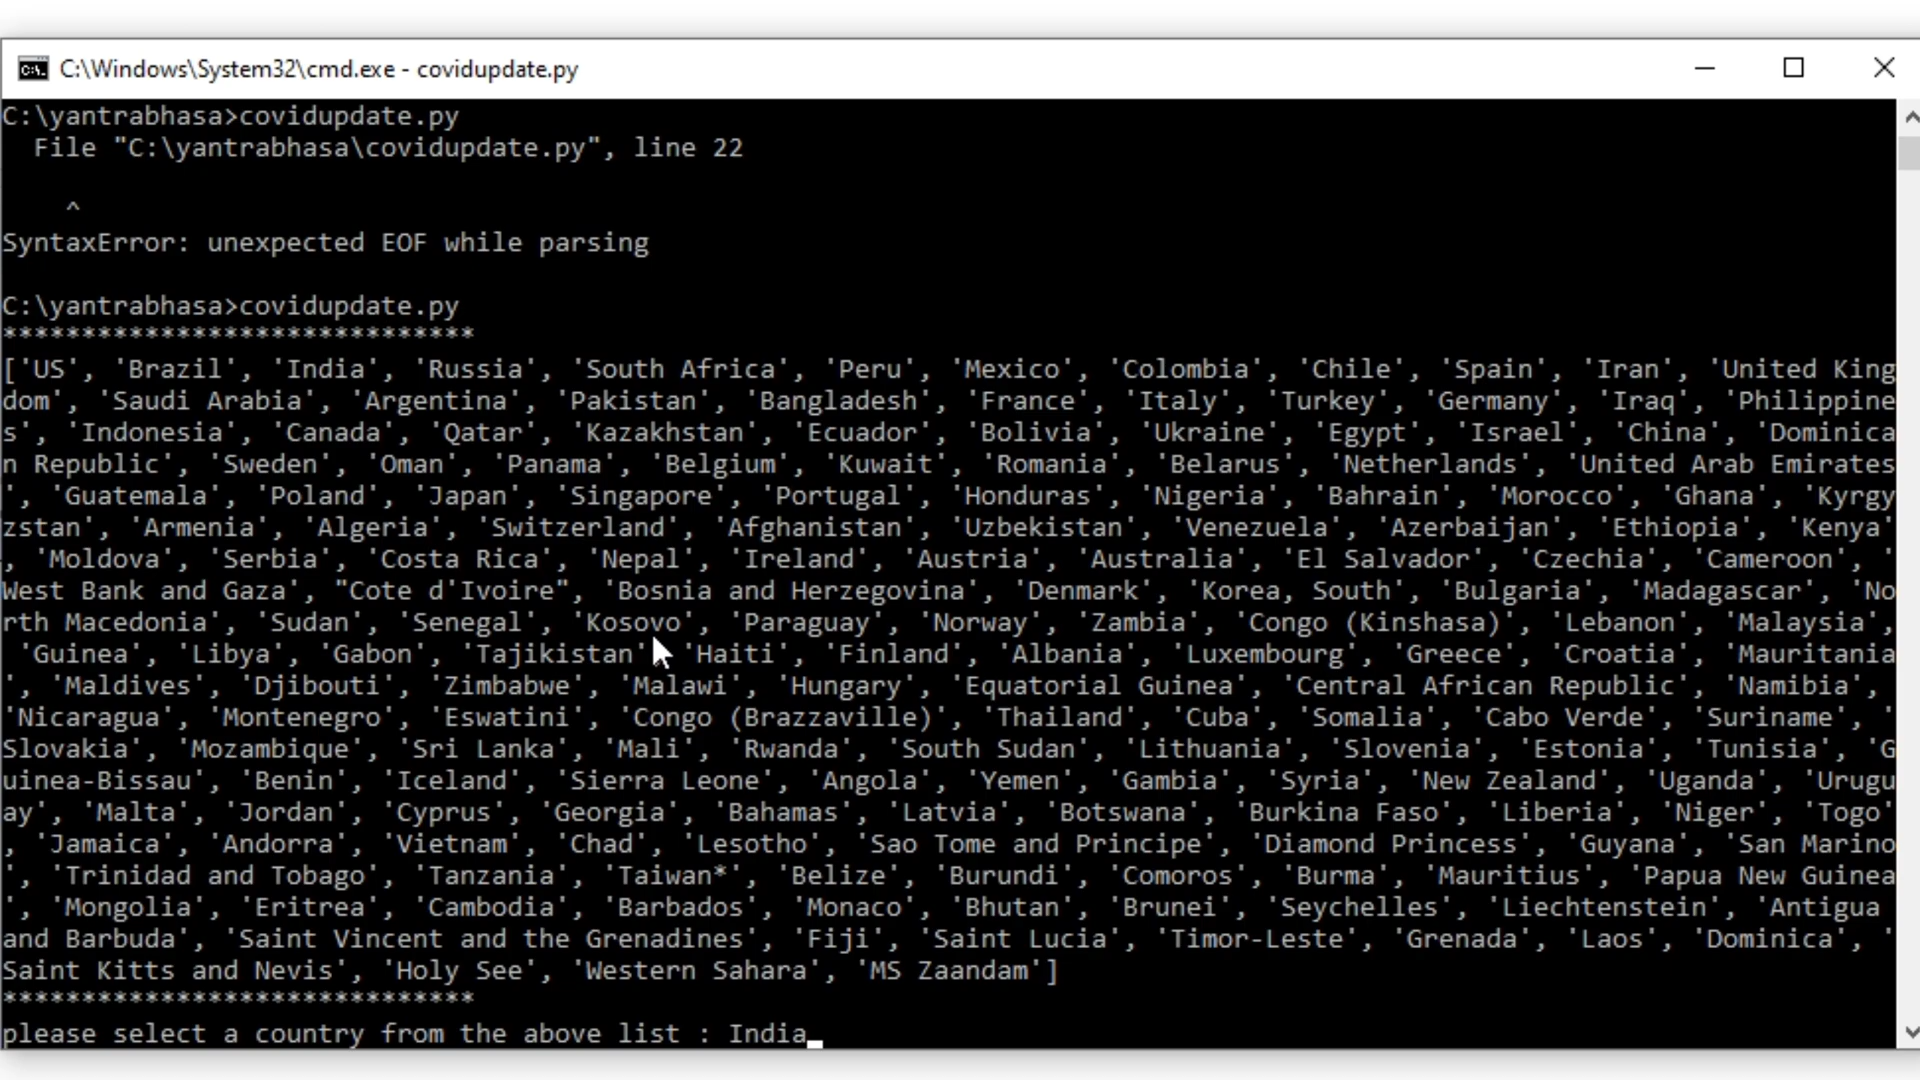 C:\Windows\System32\cmd.exe - covidupdate.py
C:\yantrabhasa>covidupdate.py
  File "C:\yantrabhasa\covidupdate.py", line 22

    ^
SyntaxError: unexpected EOF while parsing

C:\yantrabhasa>covidupdate.py
******************************
['US', 'Brazil', 'India', 'Russia', 'South Africa', 'Peru', 'Mexico', 'Colombia', 'Chile', 'Spain', 'Iran', 'United King
dom', 'Saudi Arabia', 'Argentina', 'Pakistan', 'Bangladesh', 'France', 'Italy', 'Turkey', 'Germany', 'Iraq', 'Philippine
s', 'Indonesia', 'Canada', 'Qatar', 'Kazakhstan', 'Ecuador', 'Bolivia', 'Ukraine', 'Egypt', 'Israel', 'China', 'Dominica
n Republic', 'Sweden', 'Oman', 'Panama', 'Belgium', 'Kuwait', 'Romania', 'Belarus', 'Netherlands', 'United Arab Emirates
', 'Guatemala', 'Poland', 'Japan', 'Singapore', 'Portugal', 'Honduras', 'Nigeria', 'Bahrain', 'Morocco', 'Ghana', 'Kyrgy
zstan', 'Armenia', 'Algeria', 'Switzerland', 'Afghanistan', 'Uzbekistan', 'Venezuela', 'Azerbaijan', 'Ethiopia', 'Kenya'
, 'Moldova', 'Serbia', 'Costa Rica', 'Nepal', 'Ireland', 'Austria', 'Australia', 'El Salvador', 'Czechia', 'Cameroon', '
West Bank and Gaza', "Cote d'Ivoire", 'Bosnia and Herzegovina', 'Denmark', 'Korea, South', 'Bulgaria', 'Madagascar', 'No
rth Macedonia', 'Sudan', 'Senegal', 'Kosovo', 'Paraguay', 'Norway', 'Zambia', 'Congo (Kinshasa)', 'Lebanon', 'Malaysia',
 'Guinea', 'Libya', 'Gabon', 'Tajikistan' 'Haiti', 'Finland', 'Albania', 'Luxembourg', 'Greece', 'Croatia', 'Mauritania
', 'Maldives', 'Djibouti', 'Zimbabwe', 'Malawi', 'Hungary', 'Equatorial Guinea', 'Central African Republic', 'Namibia', 
'Nicaragua', 'Montenegro', 'Eswatini', 'Congo (Brazzaville)', 'Thailand', 'Cuba', 'Somalia', 'Cabo Verde', 'Suriname', '
Slovakia', 'Mozambique', 'Sri Lanka', 'Mali', 'Rwanda', 'South Sudan', 'Lithuania', 'Slovenia', 'Estonia', 'Tunisia', 'G
uinea-Bissau', 'Benin', 'Iceland', 'Sierra Leone', 'Angola', 'Yemen', 'Gambia', 'Syria', 'New Zealand', 'Uganda', 'Urugu
ay', 'Malta', 'Jordan', 'Cyprus', 'Georgia', 'Bahamas', 'Latvia', 'Botswana', 'Burkina Faso', 'Liberia', 'Niger', 'Togo'
, 'Jamaica', 'Andorra', 'Vietnam', 'Chad', 'Lesotho', 'Sao Tome and Principe', 'Diamond Princess', 'Guyana', 'San Marino
', 'Trinidad and Tobago', 'Tanzania', 'Taiwan*', 'Belize', 'Burundi', 'Comoros', 'Burma', 'Mauritius', 'Papua New Guinea
', 'Mongolia', 'Eritrea', 'Cambodia', 'Barbados', 'Monaco', 'Bhutan', 'Brunei', 'Seychelles', 'Liechtenstein', 'Antigua 
and Barbuda', 'Saint Vincent and the Grenadines', 'Fiji', 'Saint Lucia', 'Timor-Leste', 'Grenada', 'Laos', 'Dominica', '
Saint Kitts and Nevis', 'Holy See', 'Western Sahara', 'MS Zaandam']
******************************
please select a country from the above list : India